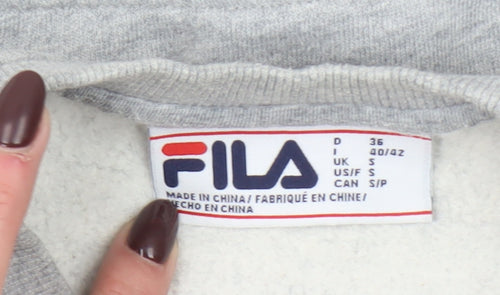 FILA
D 36
I 40/42
UK S
US/F S
CAN S/P
MADE IN CHINA/ FABRIQUÉ EN CHINE/
HECHO EN CHINA